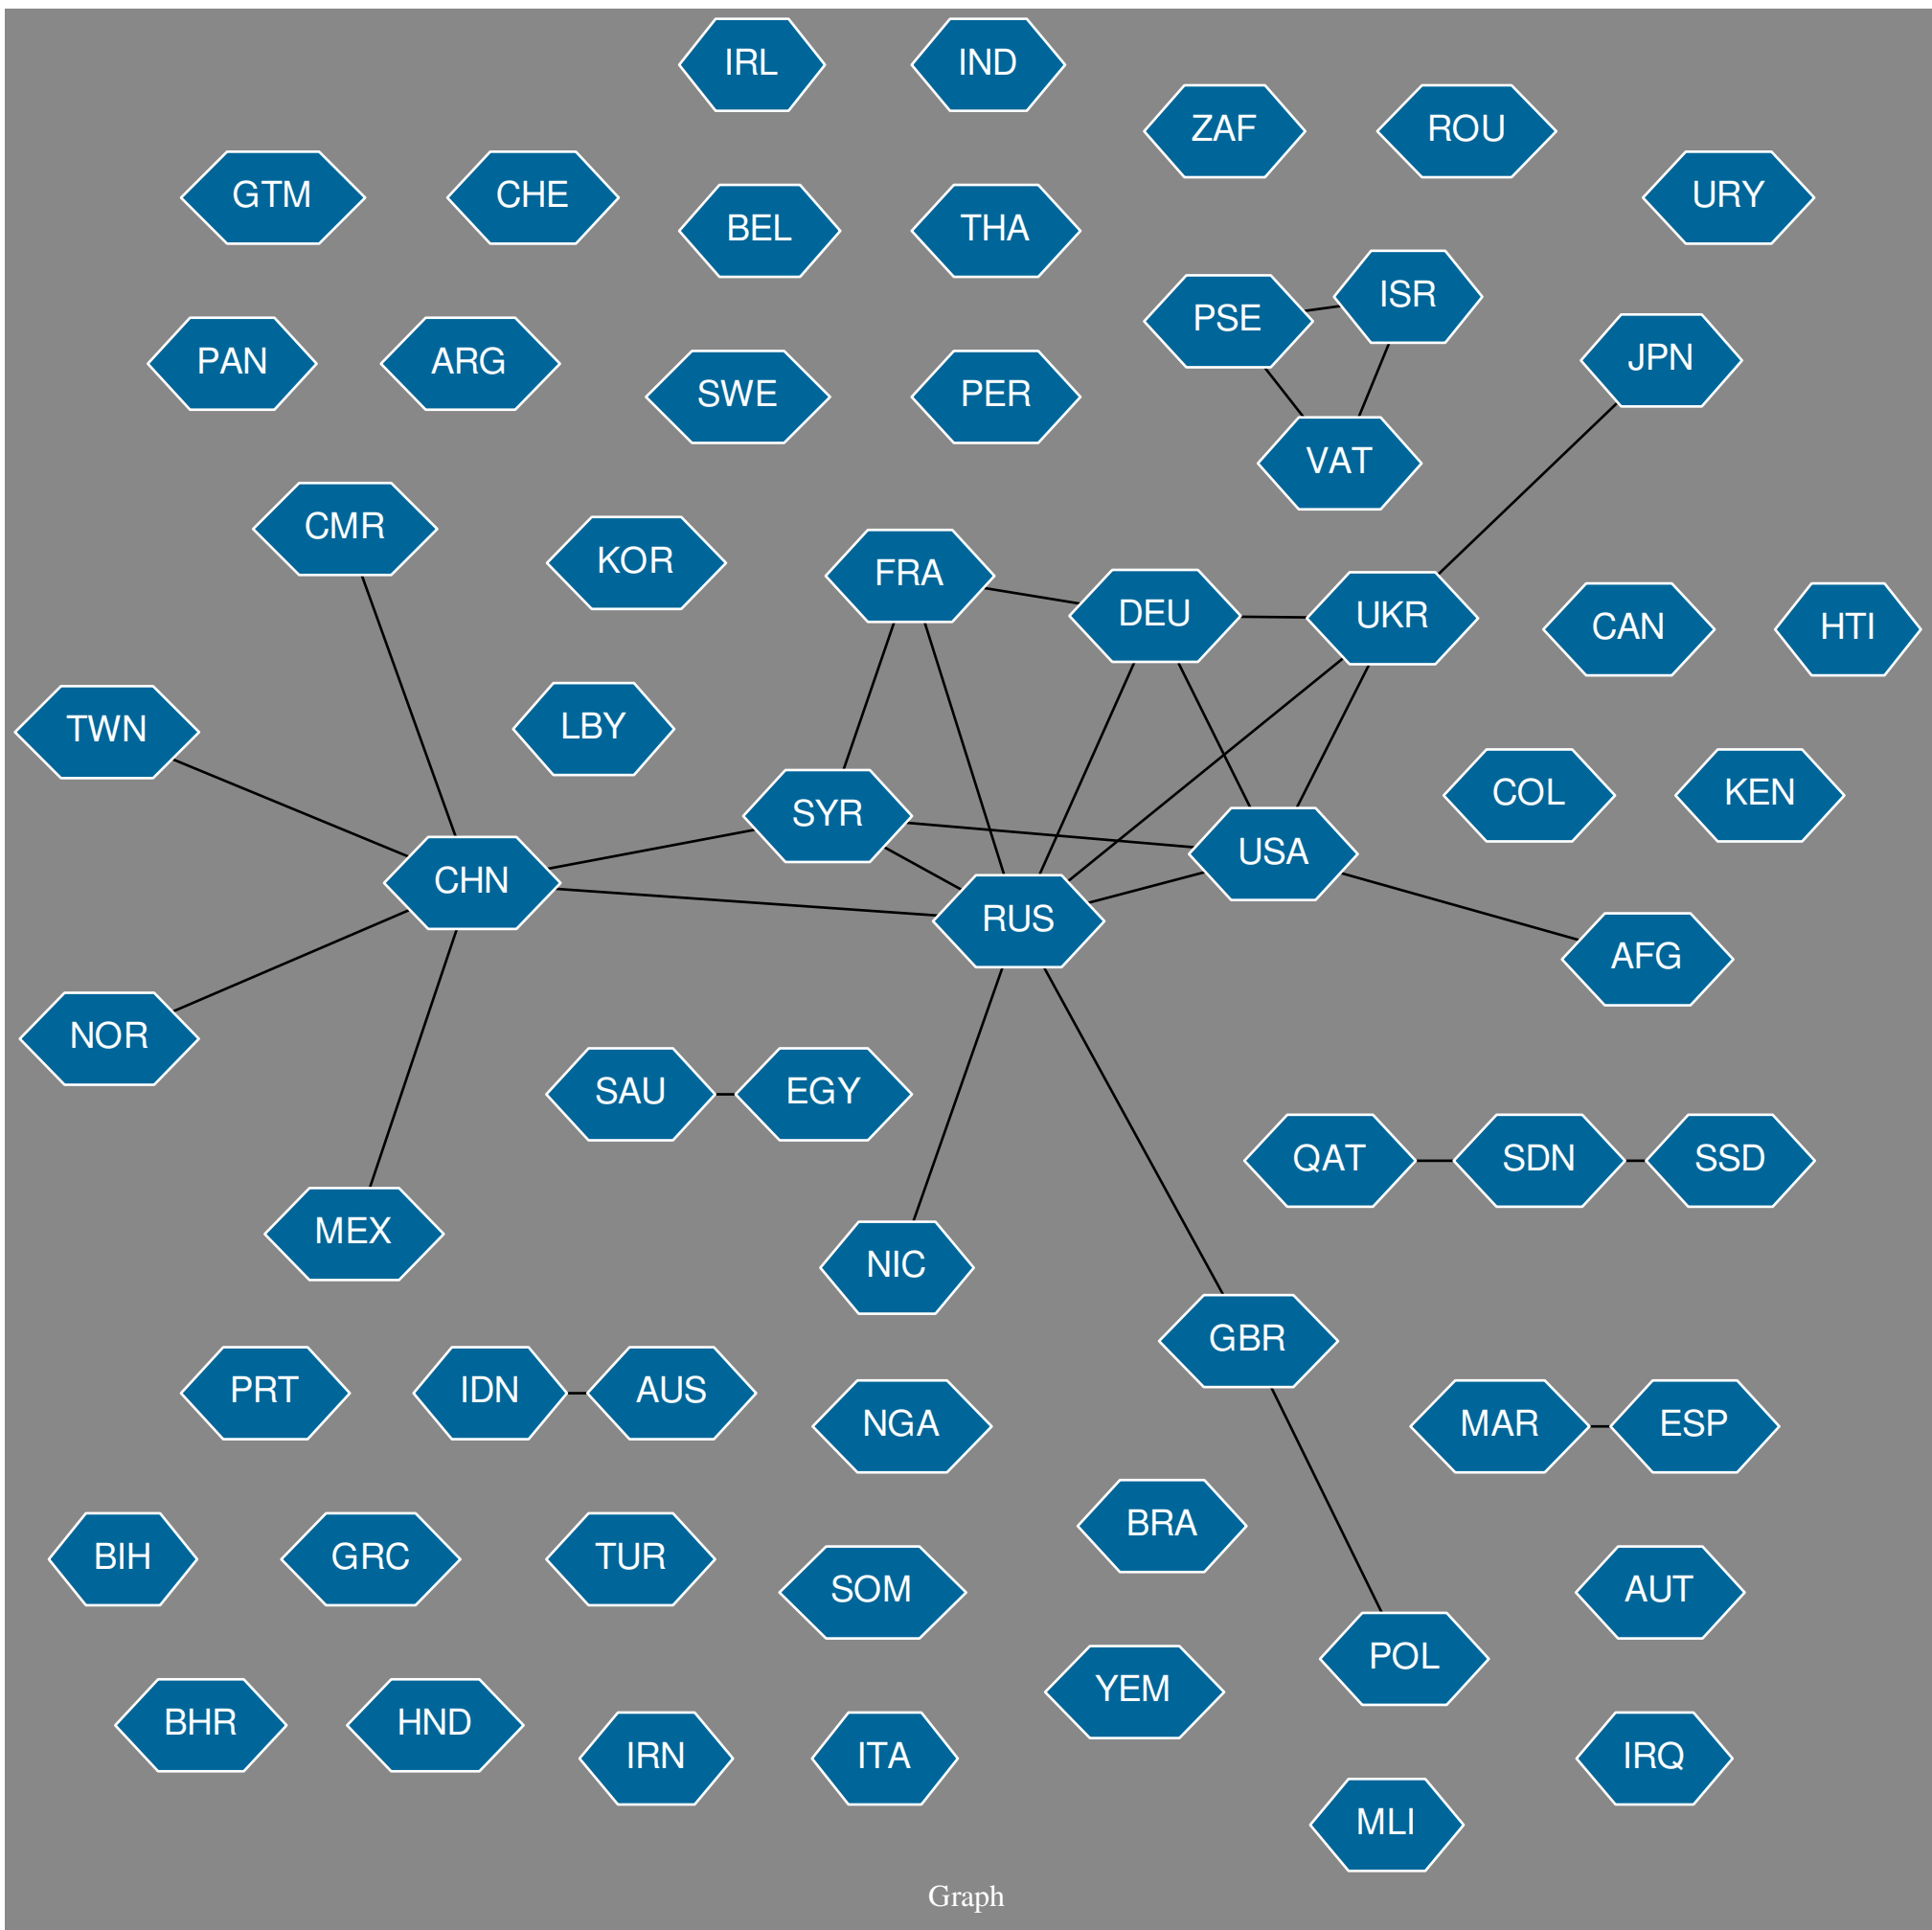 IRL
IND
ZAF
ROU
GTM
CHE
URY
BEL
THA
ISR
PSE
PAN
ARG
JPN
SWE
PER
VAT
CMR
KOR
FRA
DEU
UKR
CAN
HTI
TWN
LBY
COL
KEN
SYR
USA
CHN
RUS
AFG
NOR
SAU
EGY
QAT
SDN
SSD
MEX
NIC
GBR
PRT
IDN
AUS
NGA
MAR
ESP
BRA
BIH
GRC
TUR
SOM
AUT
POL
YEM
BHR
HND
IRN
ITA
IRQ
MLI
Graph